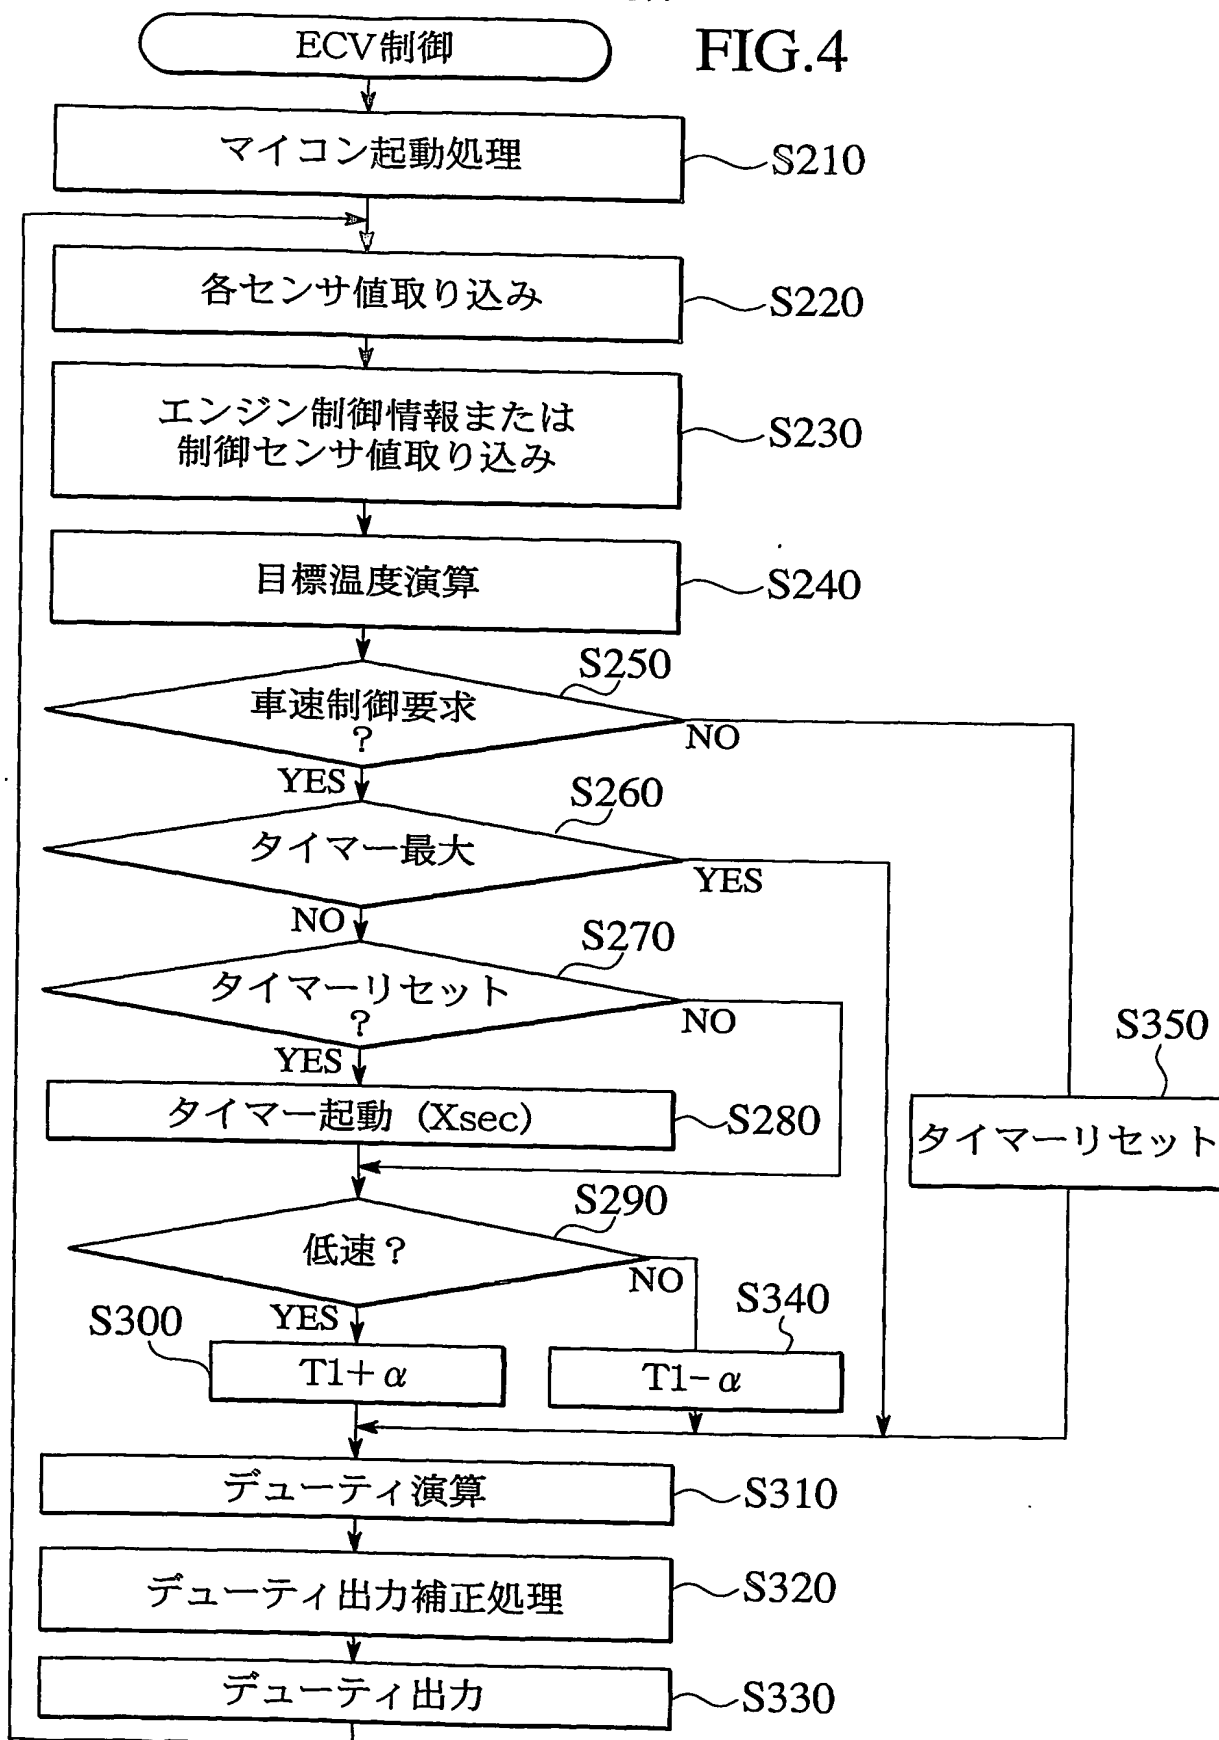 ECV制御
FIG.4
マイコン起動処理
S210
各センサ値取り込み
S220
エンジン制御情報または
制御センサ値取り込み
S230
目標温度演算
S240
S250
車速制御要求
?
NO
YES
S260
タイマー最大
YES
NO
S270
タイマーリセット
?
NO
YES
S350
タイマー起動 (Xsec)
S280
タイマーリセット
S290
低速?
NO
YES
S300
S340
T1+α
T1-α
デューティ演算
S310
デューティ出力補正処理
S320
デューティ出力
S330